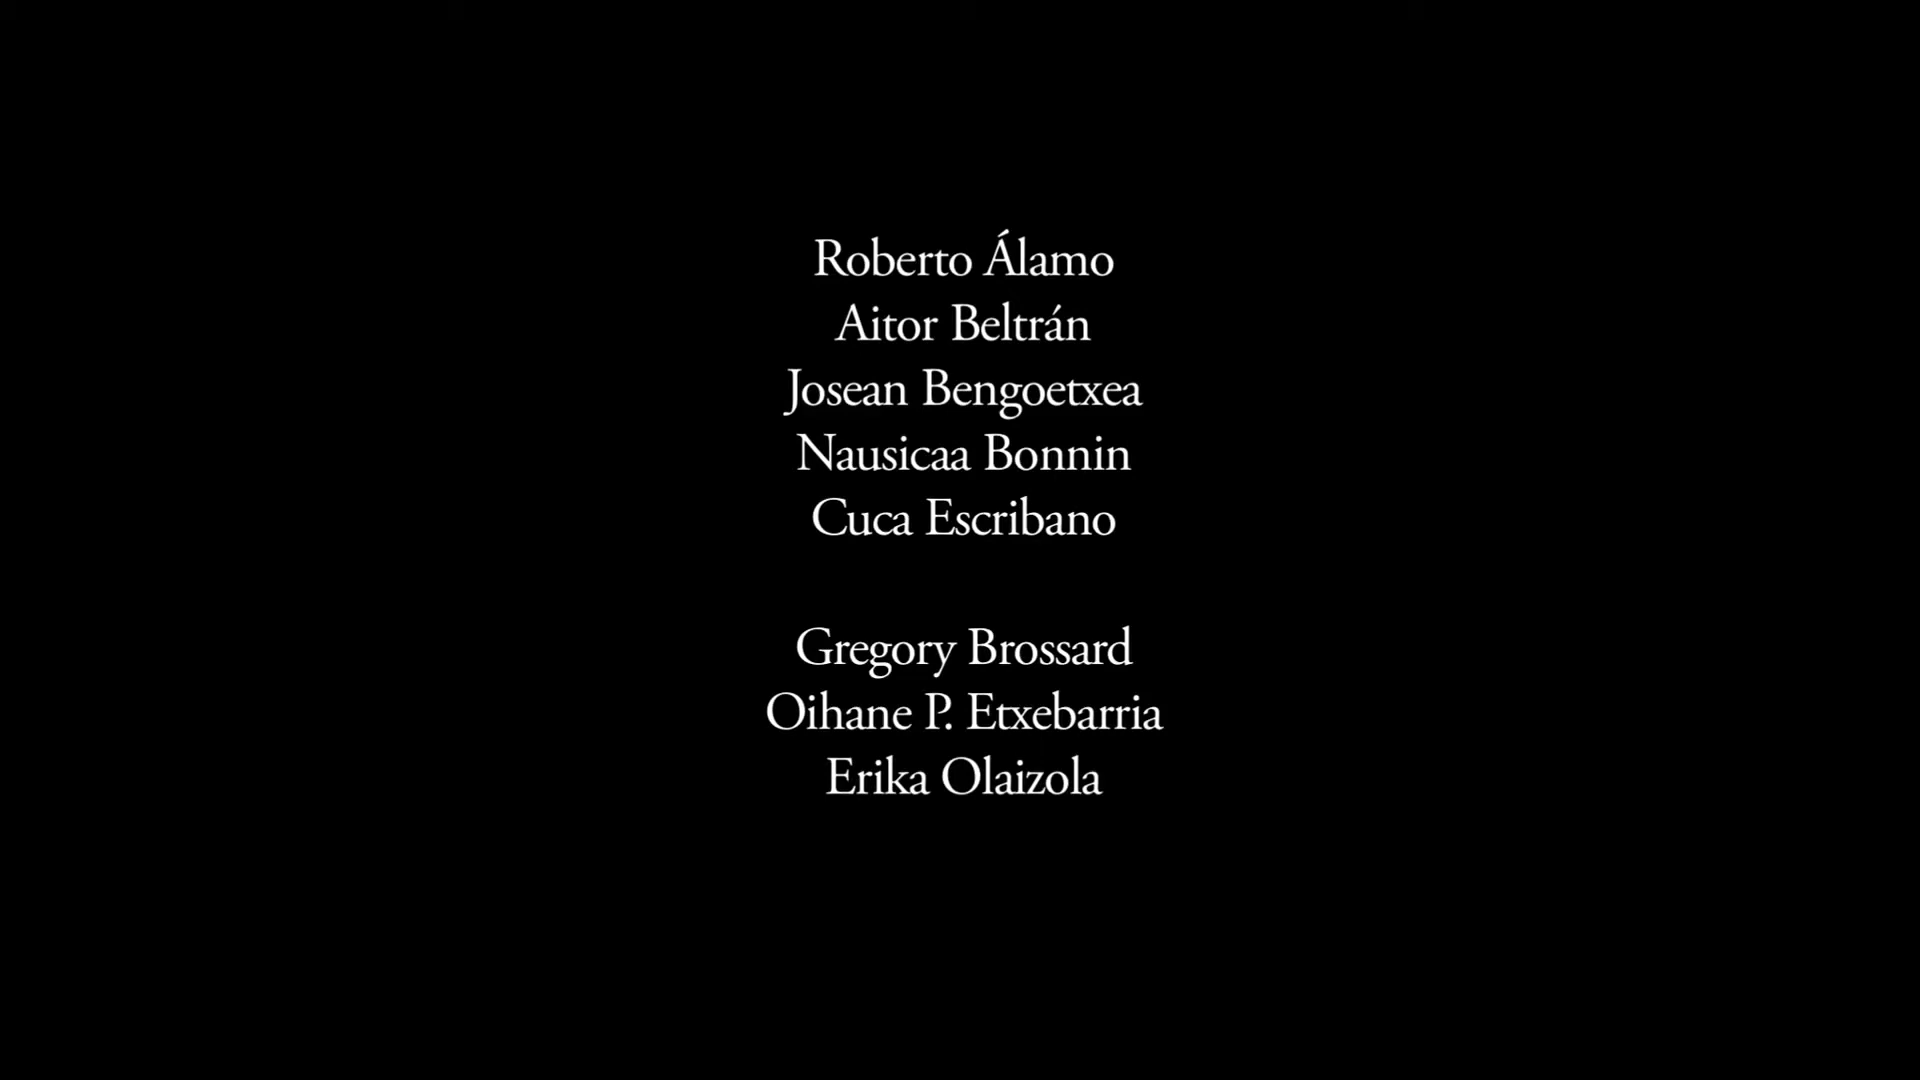 Roberto Álamo
Aitor Beltrán
Josean Bengoetxea
Nausicaa Bonnin
Cuca Escribano
Gregory Brossard
Oihane P. Etxebarria
Erika Olaizola